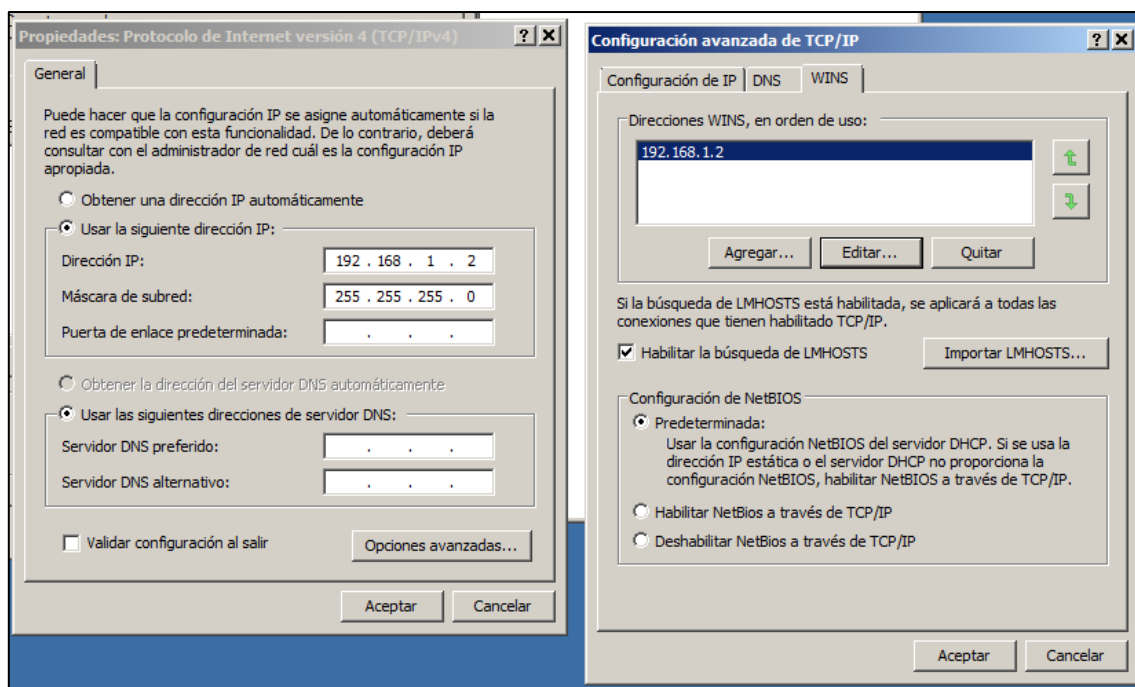 Propiedades: Protocolo de Internet versión 4 (TCP/IPv4)
General
Puede hacer que la configuración IP se asigne automáticamente si la
red es compatible con esta funcionalidad. De lo contrario, deberá
consultar con el administrador de red cuál es la configuración IP
apropiada.
Obtener una dirección IP automáticamente
Usar la siguiente dirección IP:
Dirección IP:
192 . 168 . 1 . 2
Máscara de subred:
255 . 255 . 255 . 0
Puerta de enlace predeterminada:
. . .
Obtener la dirección del servidor DNS automáticamente
Usar las siguientes direcciones de servidor DNS:
Servidor DNS preferido:
. . .
Servidor DNS alternativo:
. . .
Validar configuración al salir
Opciones avanzadas...
Aceptar
Cancelar
Configuración avanzada de TCP/IP
Configuración de IP
DNS
WINS
Direcciones WINS, en orden de uso:
192.168.1.2
Agregar...
Editar...
Quitar
Si la búsqueda de LMHOSTS está habilitada, se aplicará a todas las
conexiones que tienen habilitado TCP/IP.
Habilitar la búsqueda de LMHOSTS
Importar LMHOSTS...
Configuración de NetBIOS
Predeterminada:
Usar la configuración NetBIOS del servidor DHCP. Si se usa la
dirección IP estática o el servidor DHCP no proporciona la
configuración NetBIOS, habilitar NetBIOS a través de TCP/IP.
Habilitar NetBios a través de TCP/IP
Deshabilitar NetBios a través de TCP/IP
Aceptar
Cancelar